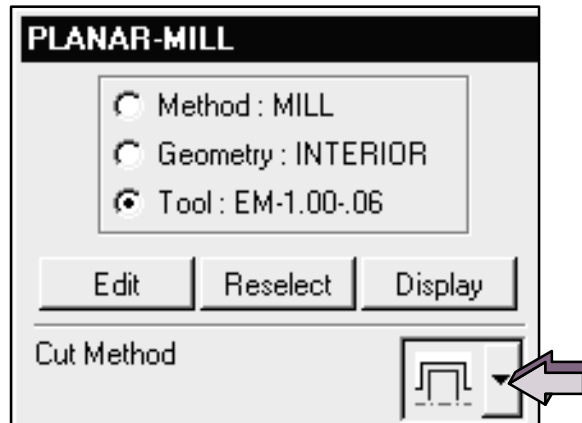 PLANAR-MILL
Method : MILL
Geometry : INTERIOR
Tool : EM-1.00-.06
Edit Reselect Display
Cut Method